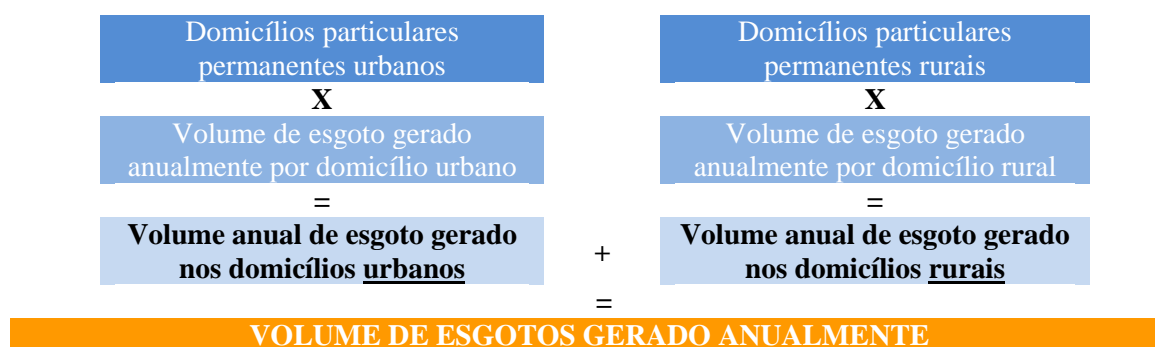 Domicílios particulares
permanentes urbanos
X
Volume de esgoto gerado
anualmente por domicílio urbano
=
Volume anual de esgoto gerado
nos domicílios urbanos
+
Domicílios particulares
permanentes rurais
X
Volume de esgoto gerado
anualmente por domicílio rural
=
Volume anual de esgoto gerado
nos domicílios rurais
=
VOLUME DE ESGOTOS GERADO ANUALMENTE